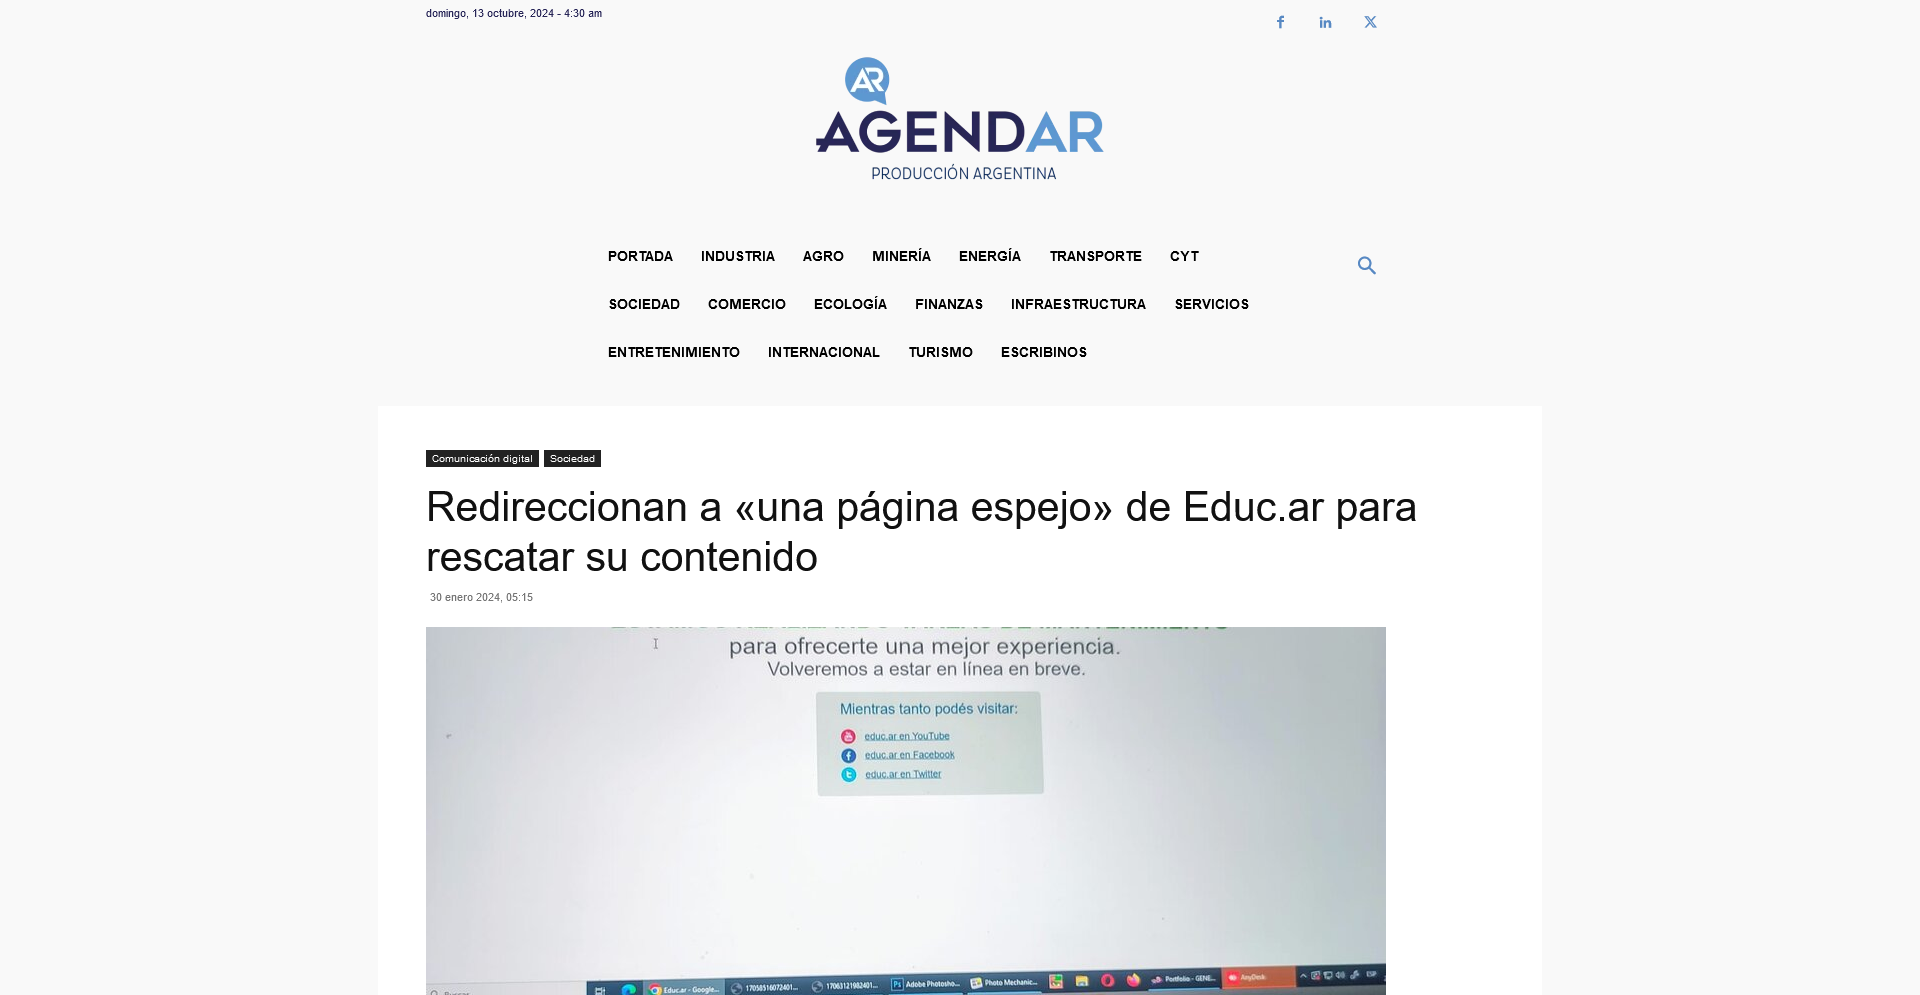 domingo, 13 octubre, 2024 - 4:30 am
AR
AGENDAR
PRODUCCIÓN ARGENTINA
PORTADA INDUSTRIA AGRO MINERÍA ENERGÍA TRANSPORTE CYT
SOCIEDAD COMERCIO ECOLOGÍA FINANZAS INFRAESTRUCTURA SERVICIOS
ENTRETENIMIENTO INTERNACIONAL TURISMO ESCRIBINOS
Comunicación digital Sociedad
Redireccionan a «una página espejo» de Educ.ar para
rescatar su contenido
30 enero 2024, 05:15
para ofrecerte una mejor experiencia.
Volveremos a estar en línea en breve.
Mientras tanto podés visitar:
educ.ar en YouTube
educ.ar en Facebook
educ.ar en Twitter
Educ.ar - Google... 17058516072401... 17063121982401... Adobe Photosho... Photo Mechanic... Portfolio - GENE... AnyDesk ESP